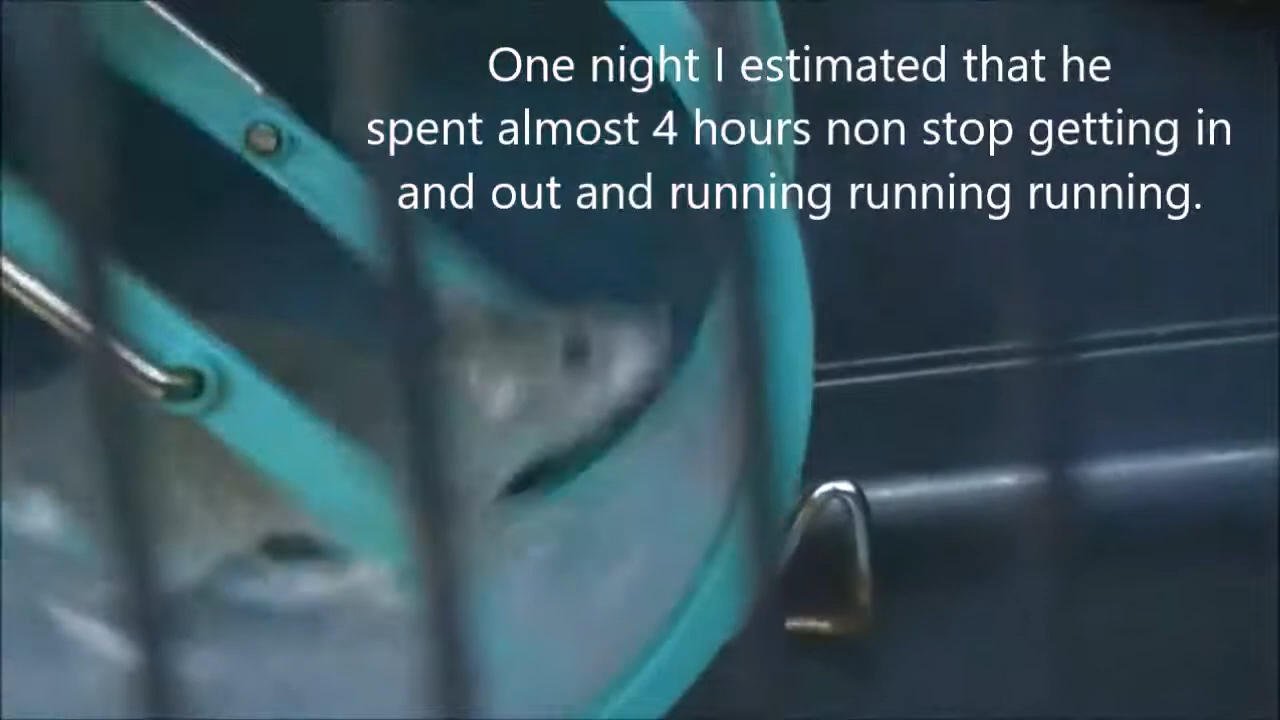 One night I estimated that he
spent almost 4 hours non stop getting in
and out and running running running.